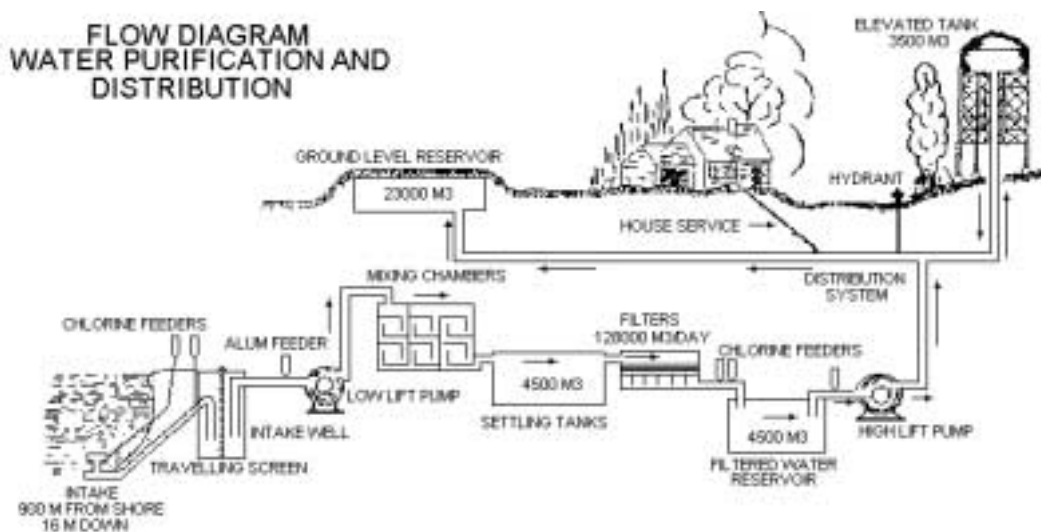 FLOW DIAGRAM
WATER PURIFICATION AND
DISTRIBUTION
ELEVATED TANK
3500 M3
GROUND LEVEL RESERVOIR
23000 M3
HYDRANT
HOUSE SERVICE
MIXING CHAMBERS
DISTRIBUTION
SYSTEM
CHLORINE FEEDERS
ALUM FEEDER
FILTERS
128000 M3/DAY
CHLORINE FEEDERS
LOW LIFT PUMP
4500 M3
SETTLING TANKS
INTAKE WELL
TRAVELLING SCREEN
4500 M3
HIGH LIFT PUMP
FILTERED WATER
RESERVOIR
INTAKE
900 M FROM SHORE
16 M DOWN